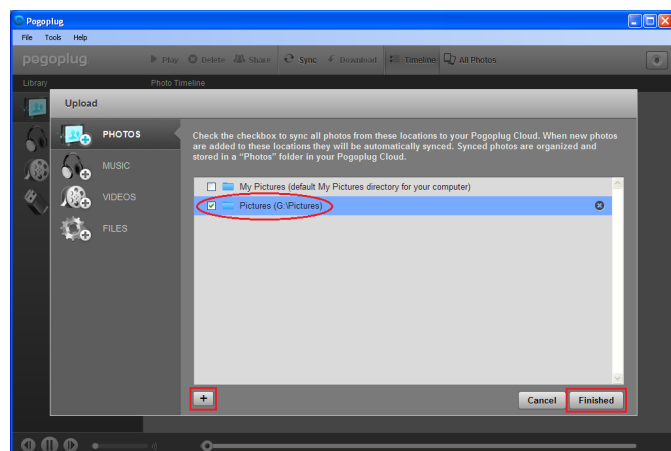 Pogoplug
File Tools Help
pogoplug
Play Delete Share Sync Download Timeline All Photos
Library Photo Timeline
Upload
PHOTOS
MUSIC
VIDEOS
FILES
Check the checkbox to sync all photos from these locations to your Pogoplug Cloud. When new photos
are added to these locations they will be automatically synced. Synced photos are organized and
stored in a “Photos” folder in your Pogoplug Cloud.
My Pictures (default My Pictures directory for your computer)
Pictures (G:\Pictures)
+
Cancel Finished